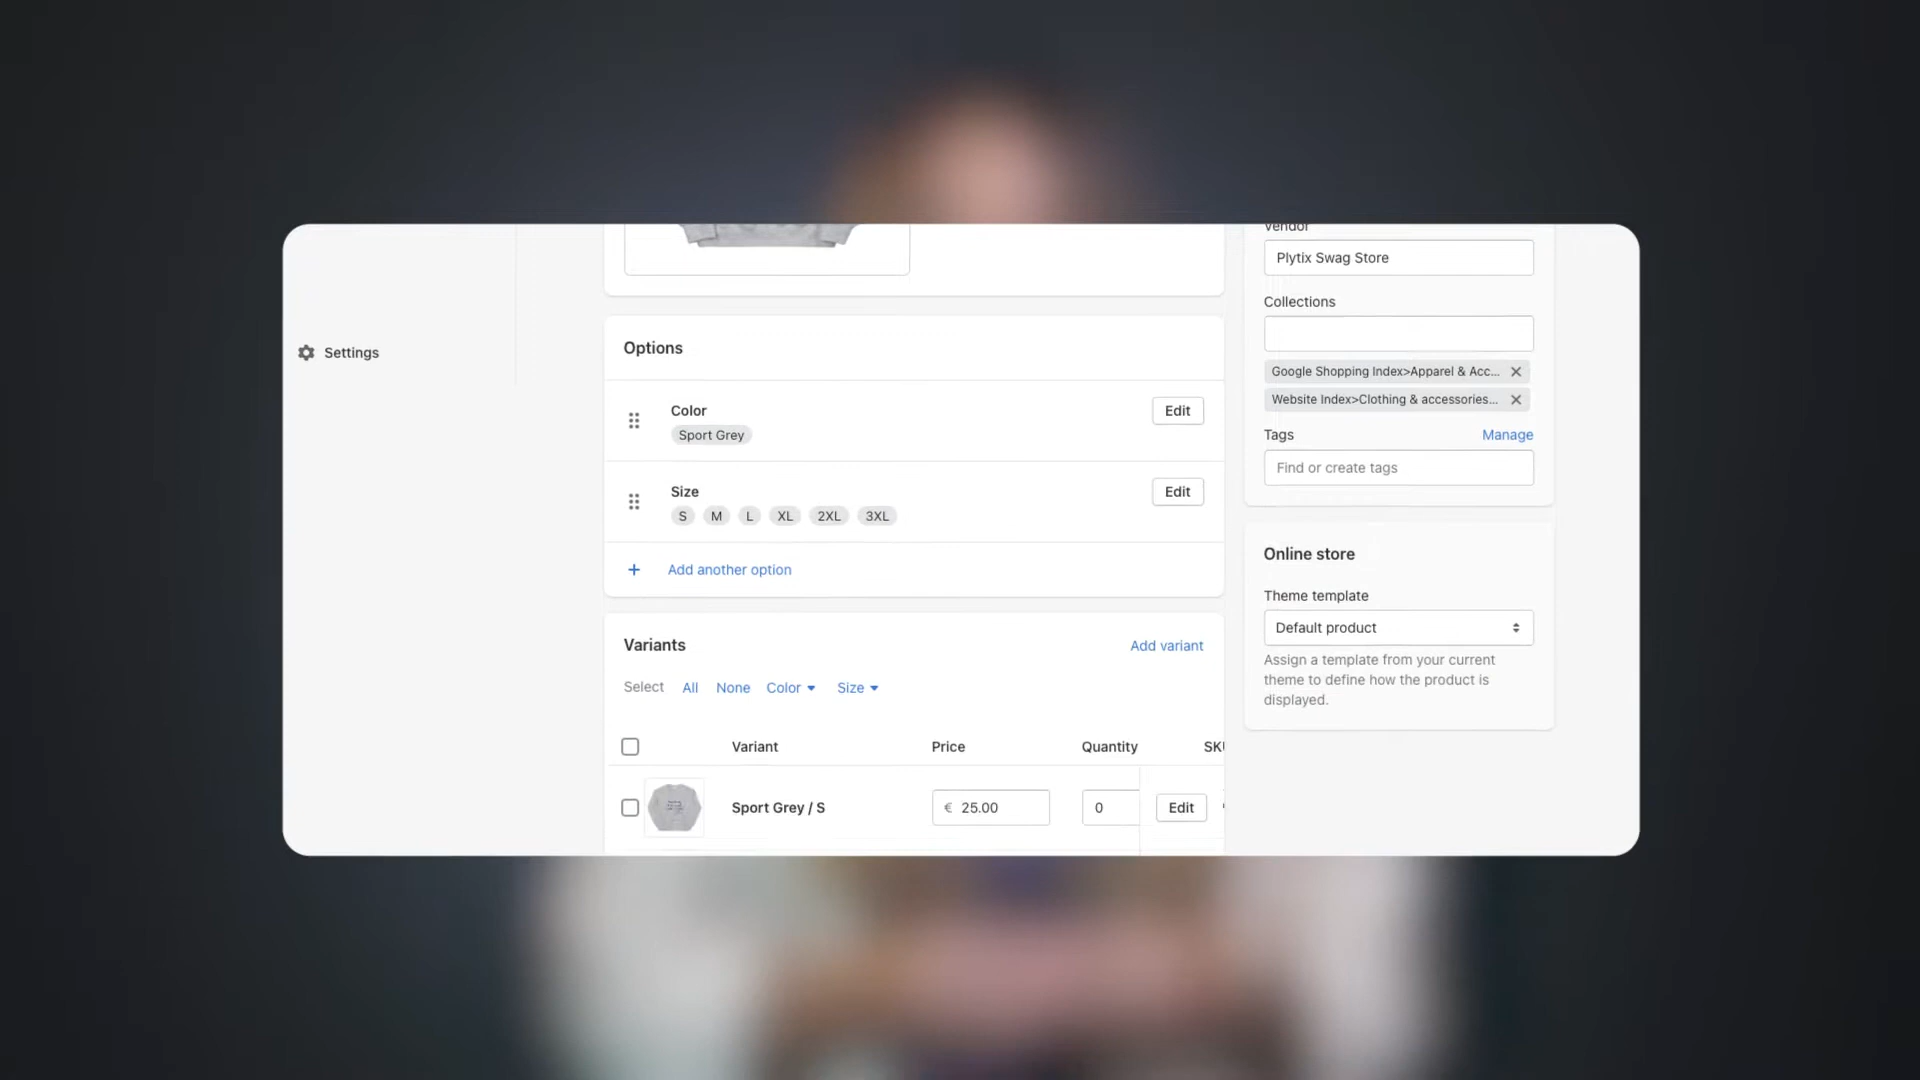 Settings
Options
Color
Edit
Sport Grey
Size
Edit
S M L XL 2XL 3XL
+ Add another option
Variants
Add variant
Select All None Color Size
Variant Price Quantity
Sport Grey / S € 25.00 0 Edit
Vendor
Plytix Swag Store
Collections
Google Shopping Index>Apparel & Acc...
Website Index>Clothing & accessories...
Tags Manage
Find or create tags
Online store
Theme template
Default product
Assign a template from your current
theme to define how the product is
displayed.